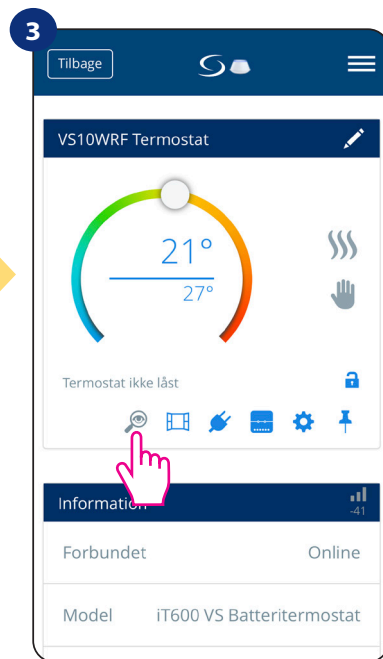 3
Tilbage
VS10WRF Termostat
21°
27°
Termostat ikke låst
Information
-41
Forbundet Online
Model iT600 VS Batteritermostat